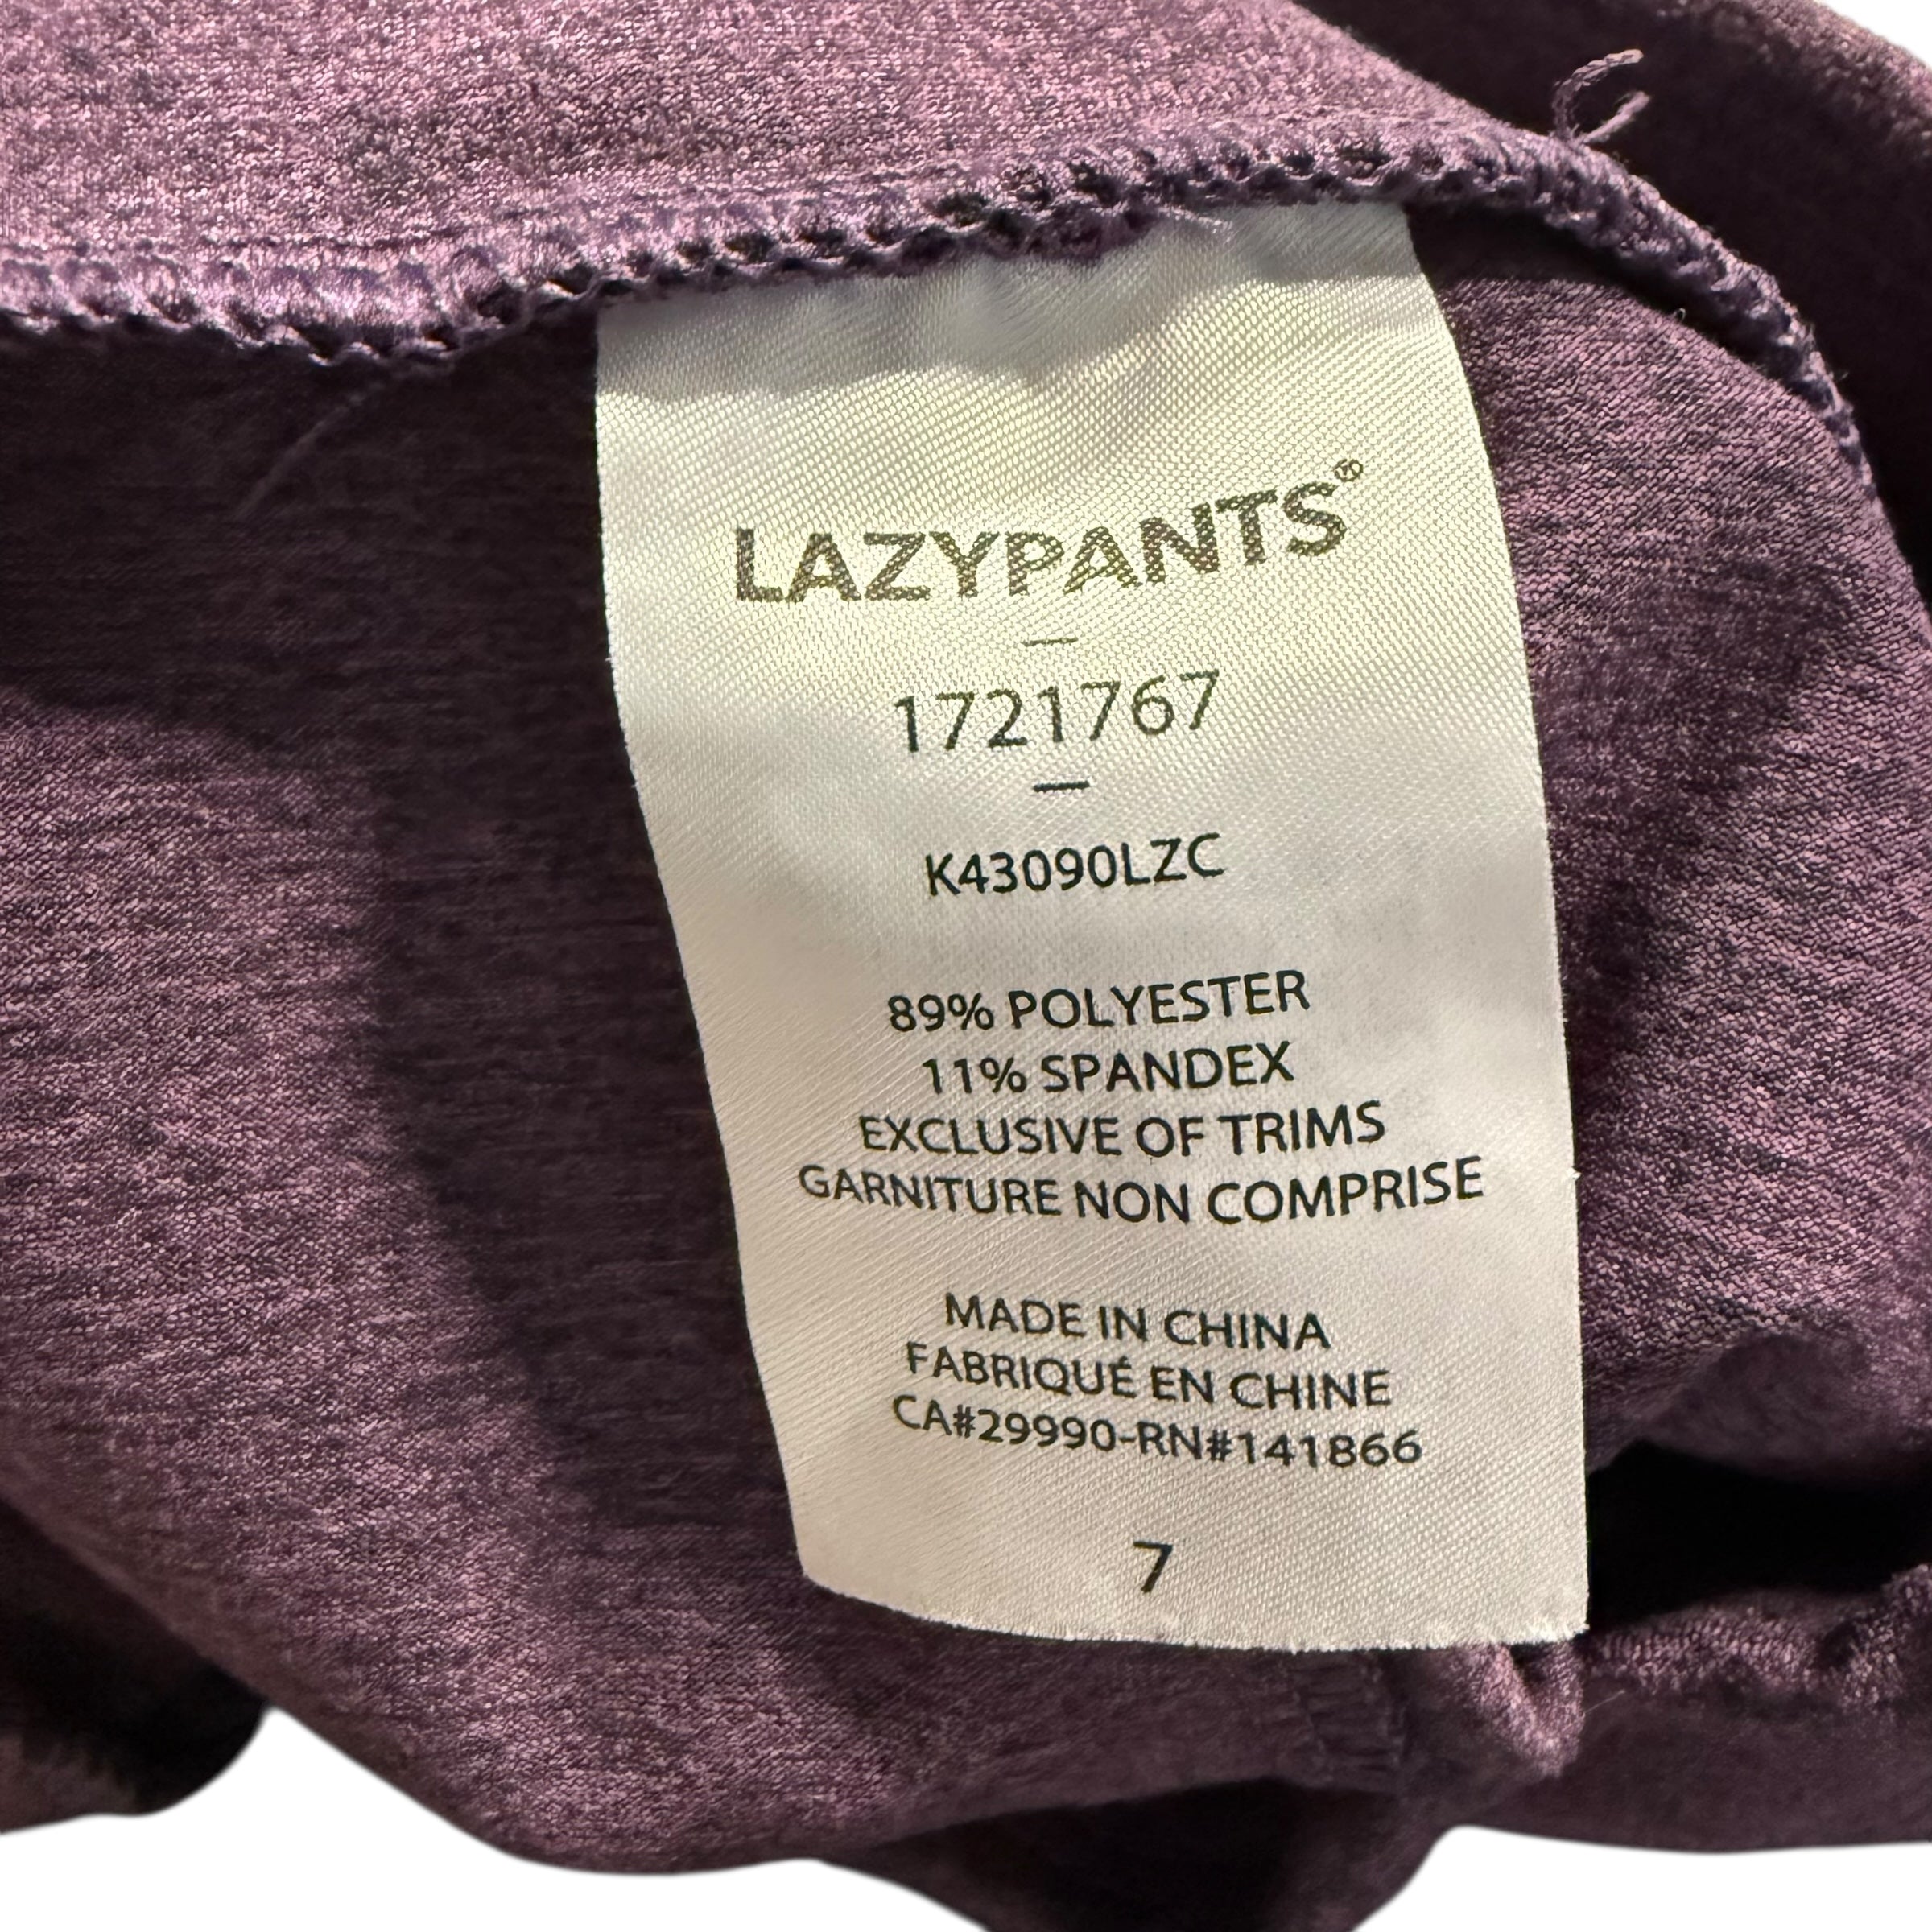 LAZYPANTS®
—
1721767
—
K43090LZC
89% POLYESTER
11% SPANDEX
EXCLUSIVE OF TRIMS
GARNITURE NON COMPRISE
MADE IN CHINA
FABRIQUÉ EN CHINE
CA#29990-RN#141866
7